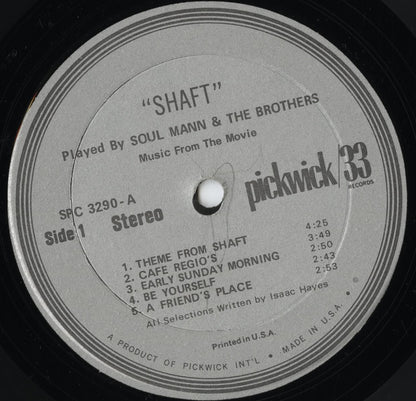 "SHAFT"
Played By SOUL MANN & THE BROTHERS
Music From The Movie
pickwick 33
RECORDS
SPC 3290-A
Side 1 Stereo
1. THEME FROM SHAFT 4:25
2. CAFE REGIO'S 3:49
3. EARLY SUNDAY MORNING 2:50
4. BE YOURSELF 2:50
5. A FRIEND'S PLACE 2:53
All Selections Written by Isaac Hayes
Printed in U.S.A.
A PRODUCT OF PICKWICK INT'L • MADE IN U.S.A. • ©